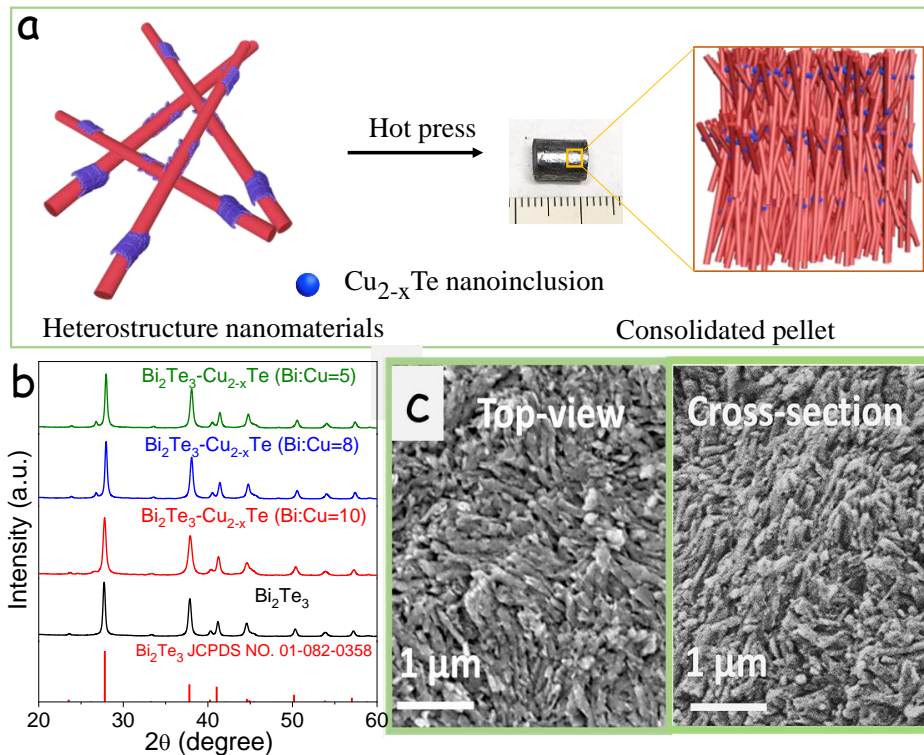 a
Hot press
Cu₂₋ₓTe nanoinclusion
Heterostructure nanomaterials
Consolidated pellet
b
Bi₂Te₃-Cu₂₋ₓTe (Bi:Cu=5)
Bi₂Te₃-Cu₂₋ₓTe (Bi:Cu=8)
Bi₂Te₃-Cu₂₋ₓTe (Bi:Cu=10)
Bi₂Te₃
Bi₂Te₃ JCPDS NO. 01-082-0358
Intensity (a.u.)
20 30 40 50 60
2θ (degree)
c
Top-view
1 μm
Cross-section
1 μm